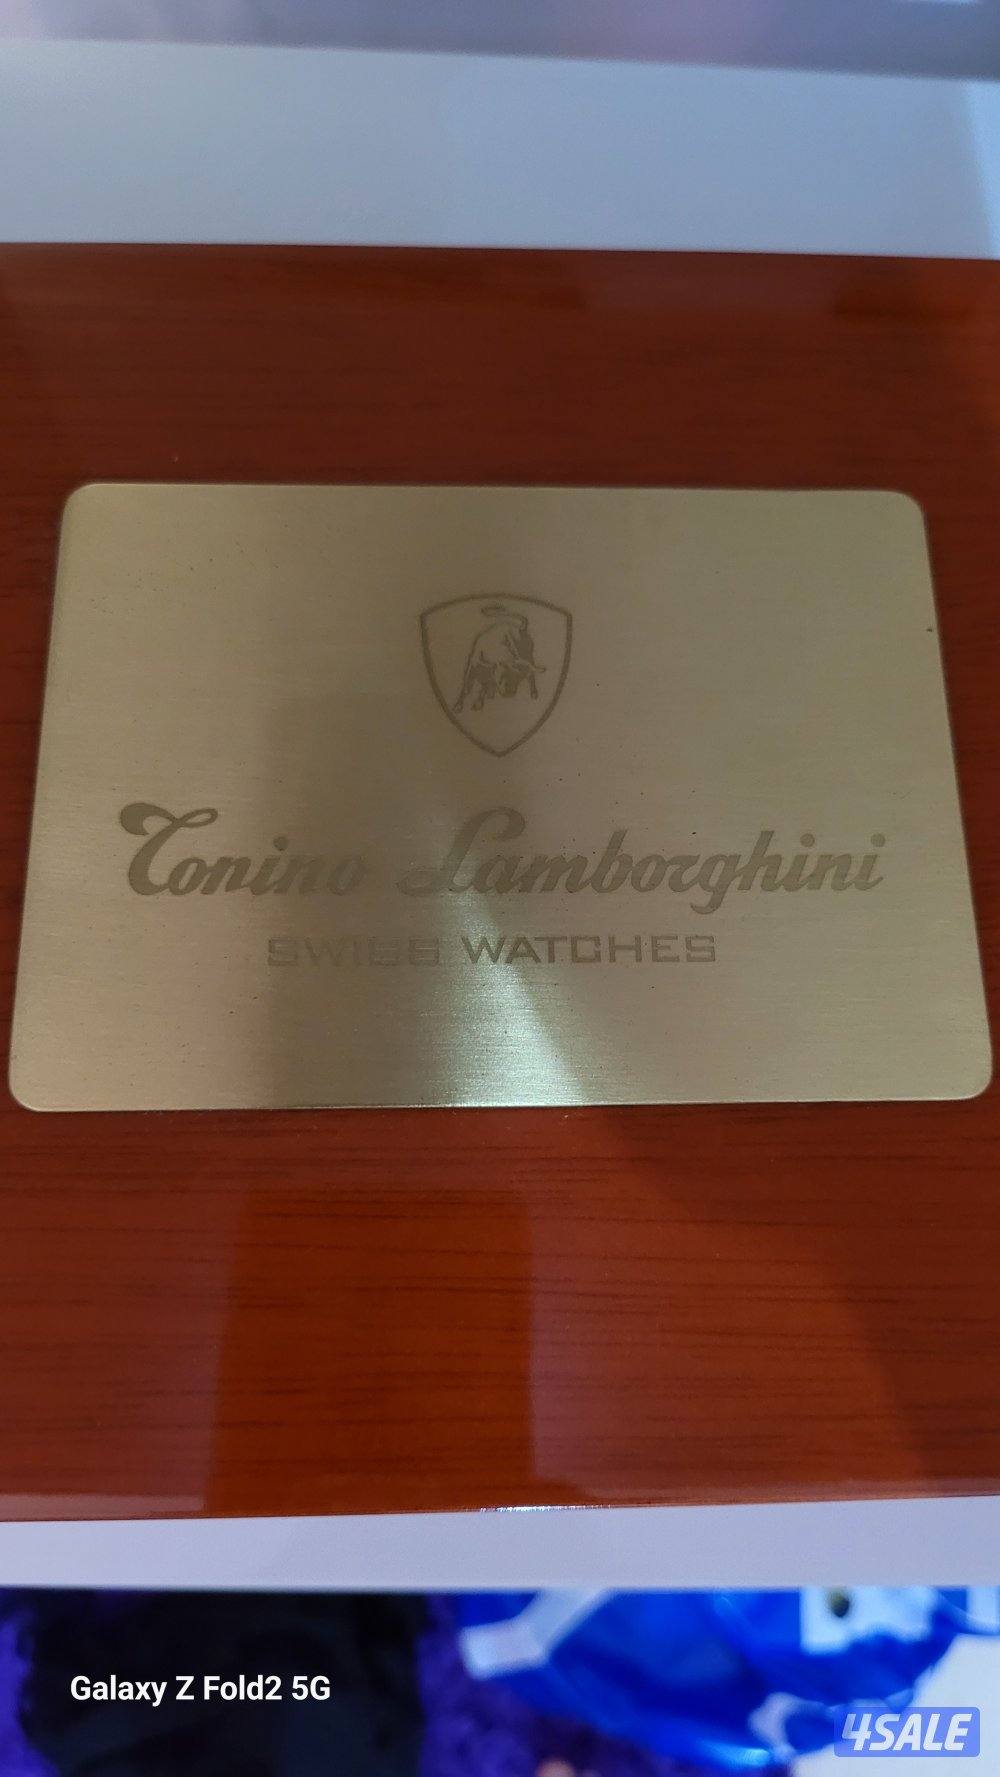 Tonino Lamborghini
SWISS WATCHES
Galaxy Z Fold2 5G
4SALE